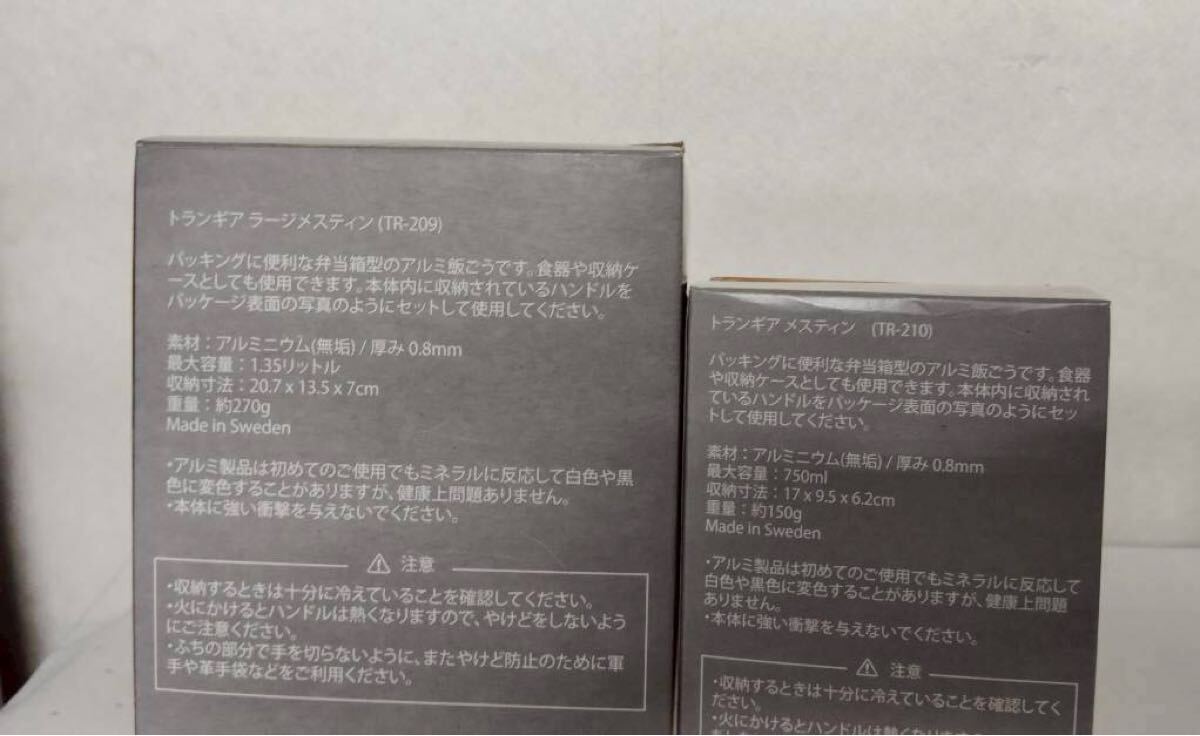 トランギア ラージメスティン (TR-209)
パッキングに便利な弁当箱型のアルミ飯ごうです。食器や収納ケ
ースとしても使用できます。本体内に収納されているハンドルを
パッケージ表面の写真のようにセットして使用してください。
素材：アルミニウム(無垢) / 厚み 0.8mm
最大容量：1.35リットル
収納寸法：20.7 x 13.5 x 7cm
重量：約270g
Made in Sweden
・アルミ製品は初めてのご使用でもミネラルに反応して白色や黒
色に変色することがありますが、健康上問題ありません。
・本体に強い衝撃を与えないでください。
⚠ 注意
・収納するときは十分に冷えていることを確認してください。
・火にかけるとハンドルは熱くなりますので、やけどをしないよう
にご注意ください。
・ふちの部分で手を切らないように、またやけど防止のために軍
手や革手袋などをご利用ください。
トランギア メスティン (TR-210)
パッキングに便利な弁当箱型のアルミ飯ごうです。食器
や収納ケースとしても使用できます。本体内に収納され
ているハンドルをパッケージ表面の写真のようにセッ
トして使用してください。
素材：アルミニウム(無垢) / 厚み 0.8mm
最大容量：750ml
収納寸法：17 x 9.5 x 6.2cm
重量：約150g
Made in Sweden
・アルミ製品は初めてのご使用でもミネラルに反応して
白色や黒色に変色することがありますが、健康上問題
ありません。
・本体に強い衝撃を与えないでください。
⚠ 注意
・収納するときは十分に冷えていることを確認してく
ださい。
・火にかけるとハンドルは熱くなります